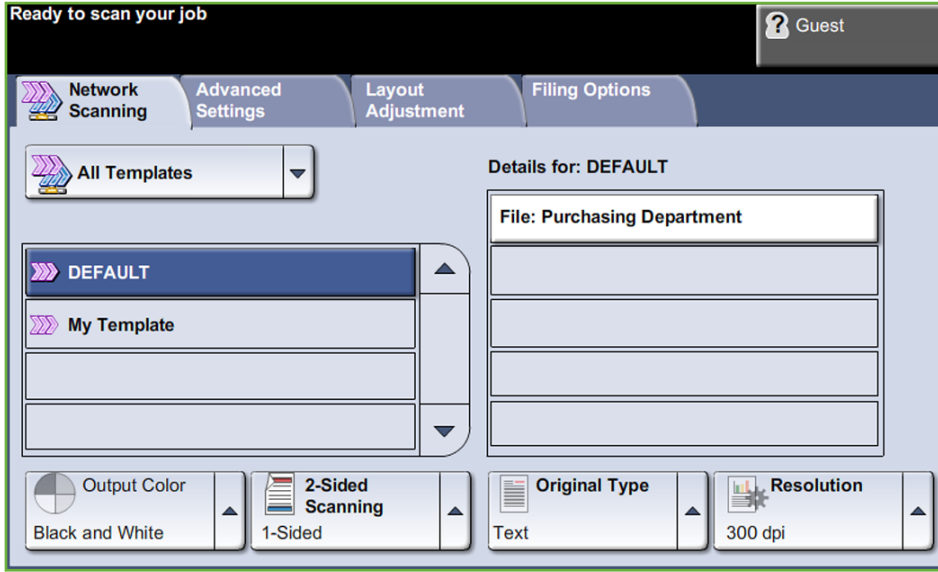 Ready to scan your job
? Guest
Network
Scanning
Advanced
Settings
Layout
Adjustment
Filing Options
All Templates
Details for: DEFAULT
File: Purchasing Department
DEFAULT
My Template
Output Color
Black and White
2-Sided
Scanning
1-Sided
Original Type
Text
Resolution
300 dpi